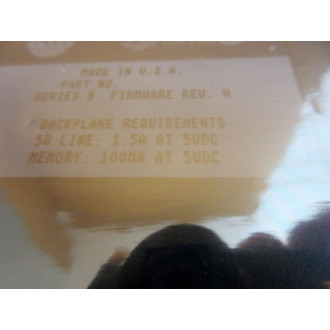 MADE IN U.S.A.
PART NO.
SERIES B FIRMWARE REV. H
BACKPLANE REQUIREMENTS
5V LINE: 1.5A AT 5VDC
MEMORY: 100MA AT 5VDC